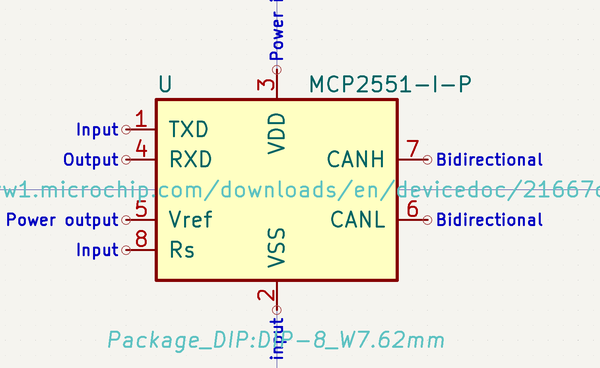 Power i
U MCP2551-I-P
3
VDD
Input 1 TXD
Output 4 RXD CANH 7 Bidirectional
w1.microchip.com/downloads/en/devicedoc/21667
Power output 5 Vref CANL 6 Bidirectional
Input 8 Rs
VSS
2
input
Package_DIP:DIP-8_W7.62mm